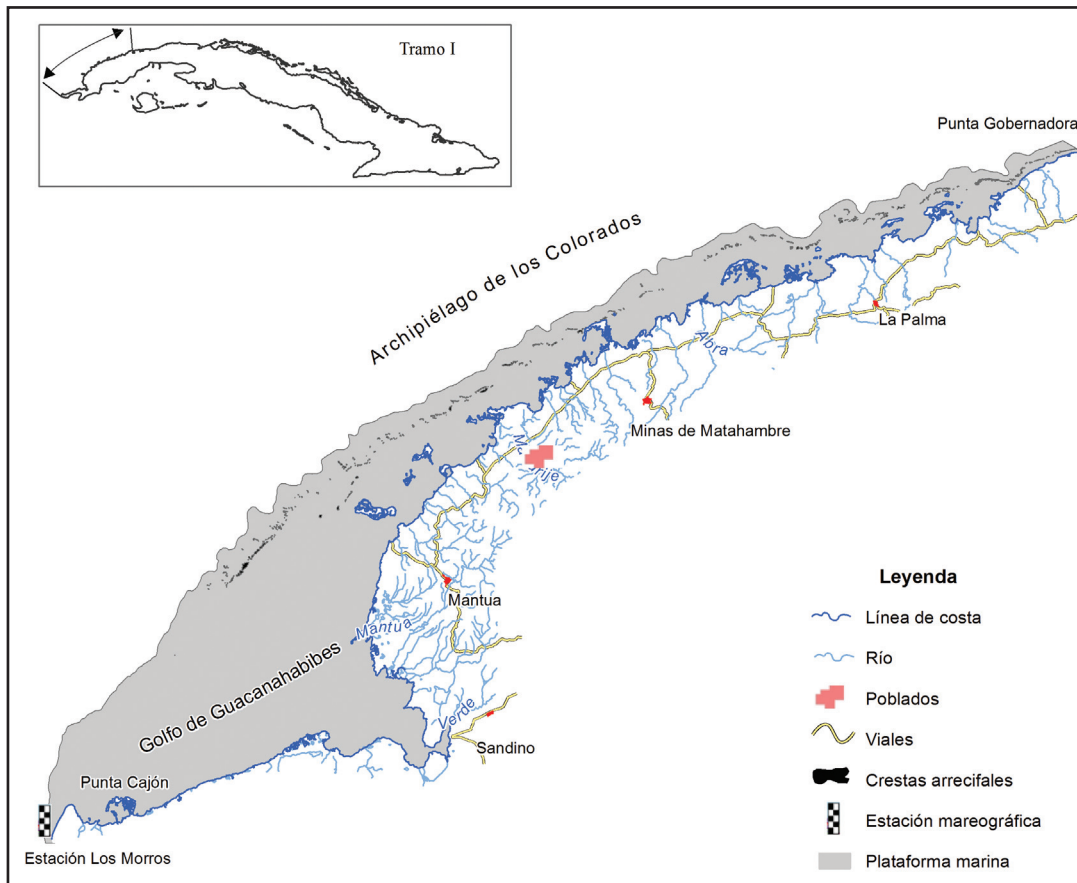 Tramo I
Punta Gobernadora
Archipiélago de los Colorados
La Palma
Abra
Minas de Matahambre
Mantua
Mantua
Golfo de Guacanahabibes
Verde
Sandino
Punta Cajón
Estación Los Morros
Leyenda
Línea de costa
Río
Poblados
Viales
Crestas arrecifales
Estación mareográfica
Plataforma marina